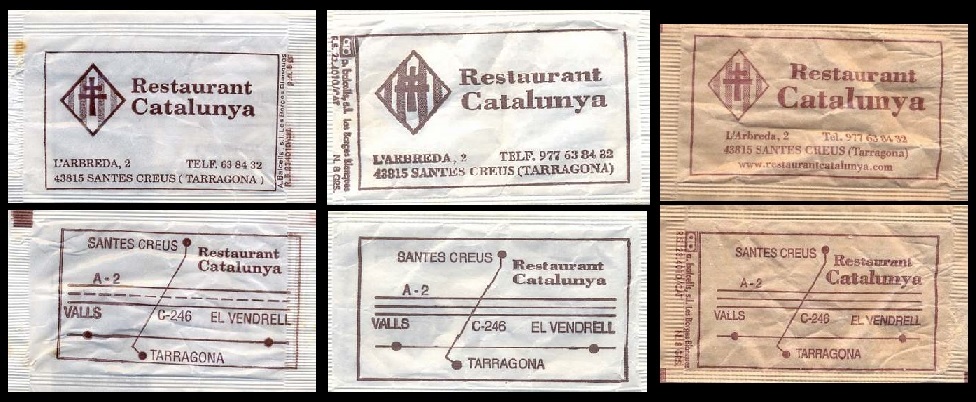 Restaurant
Catalunya
L'ARBREDA, 2 TELF. 63 84 32
43815 SANTES CREUS (TARRAGONA)
Restaurant
Catalunya
L'ARBREDA, 2 TELF. 977 63 84 32
43815 SANTES CREUS (TARRAGONA)
Restaurant
Catalunya
L'Arbreda, 2 Tel. 977 63 84 32
43815 SANTES CREUS (Tarragona)
www.restaurantcatalunya.com
SANTES CREUS
Restaurant
Catalunya
A-2
VALLS C-246 EL VENDRELL
TARRAGONA
SANTES CREUS
Restaurant
Catalunya
A-2
VALLS C-246 EL VENDRELL
TARRAGONA
SANTES CREUS
Restaurant
Catalunya
A-2
VALLS C-246 EL VENDRELL
TARRAGONA